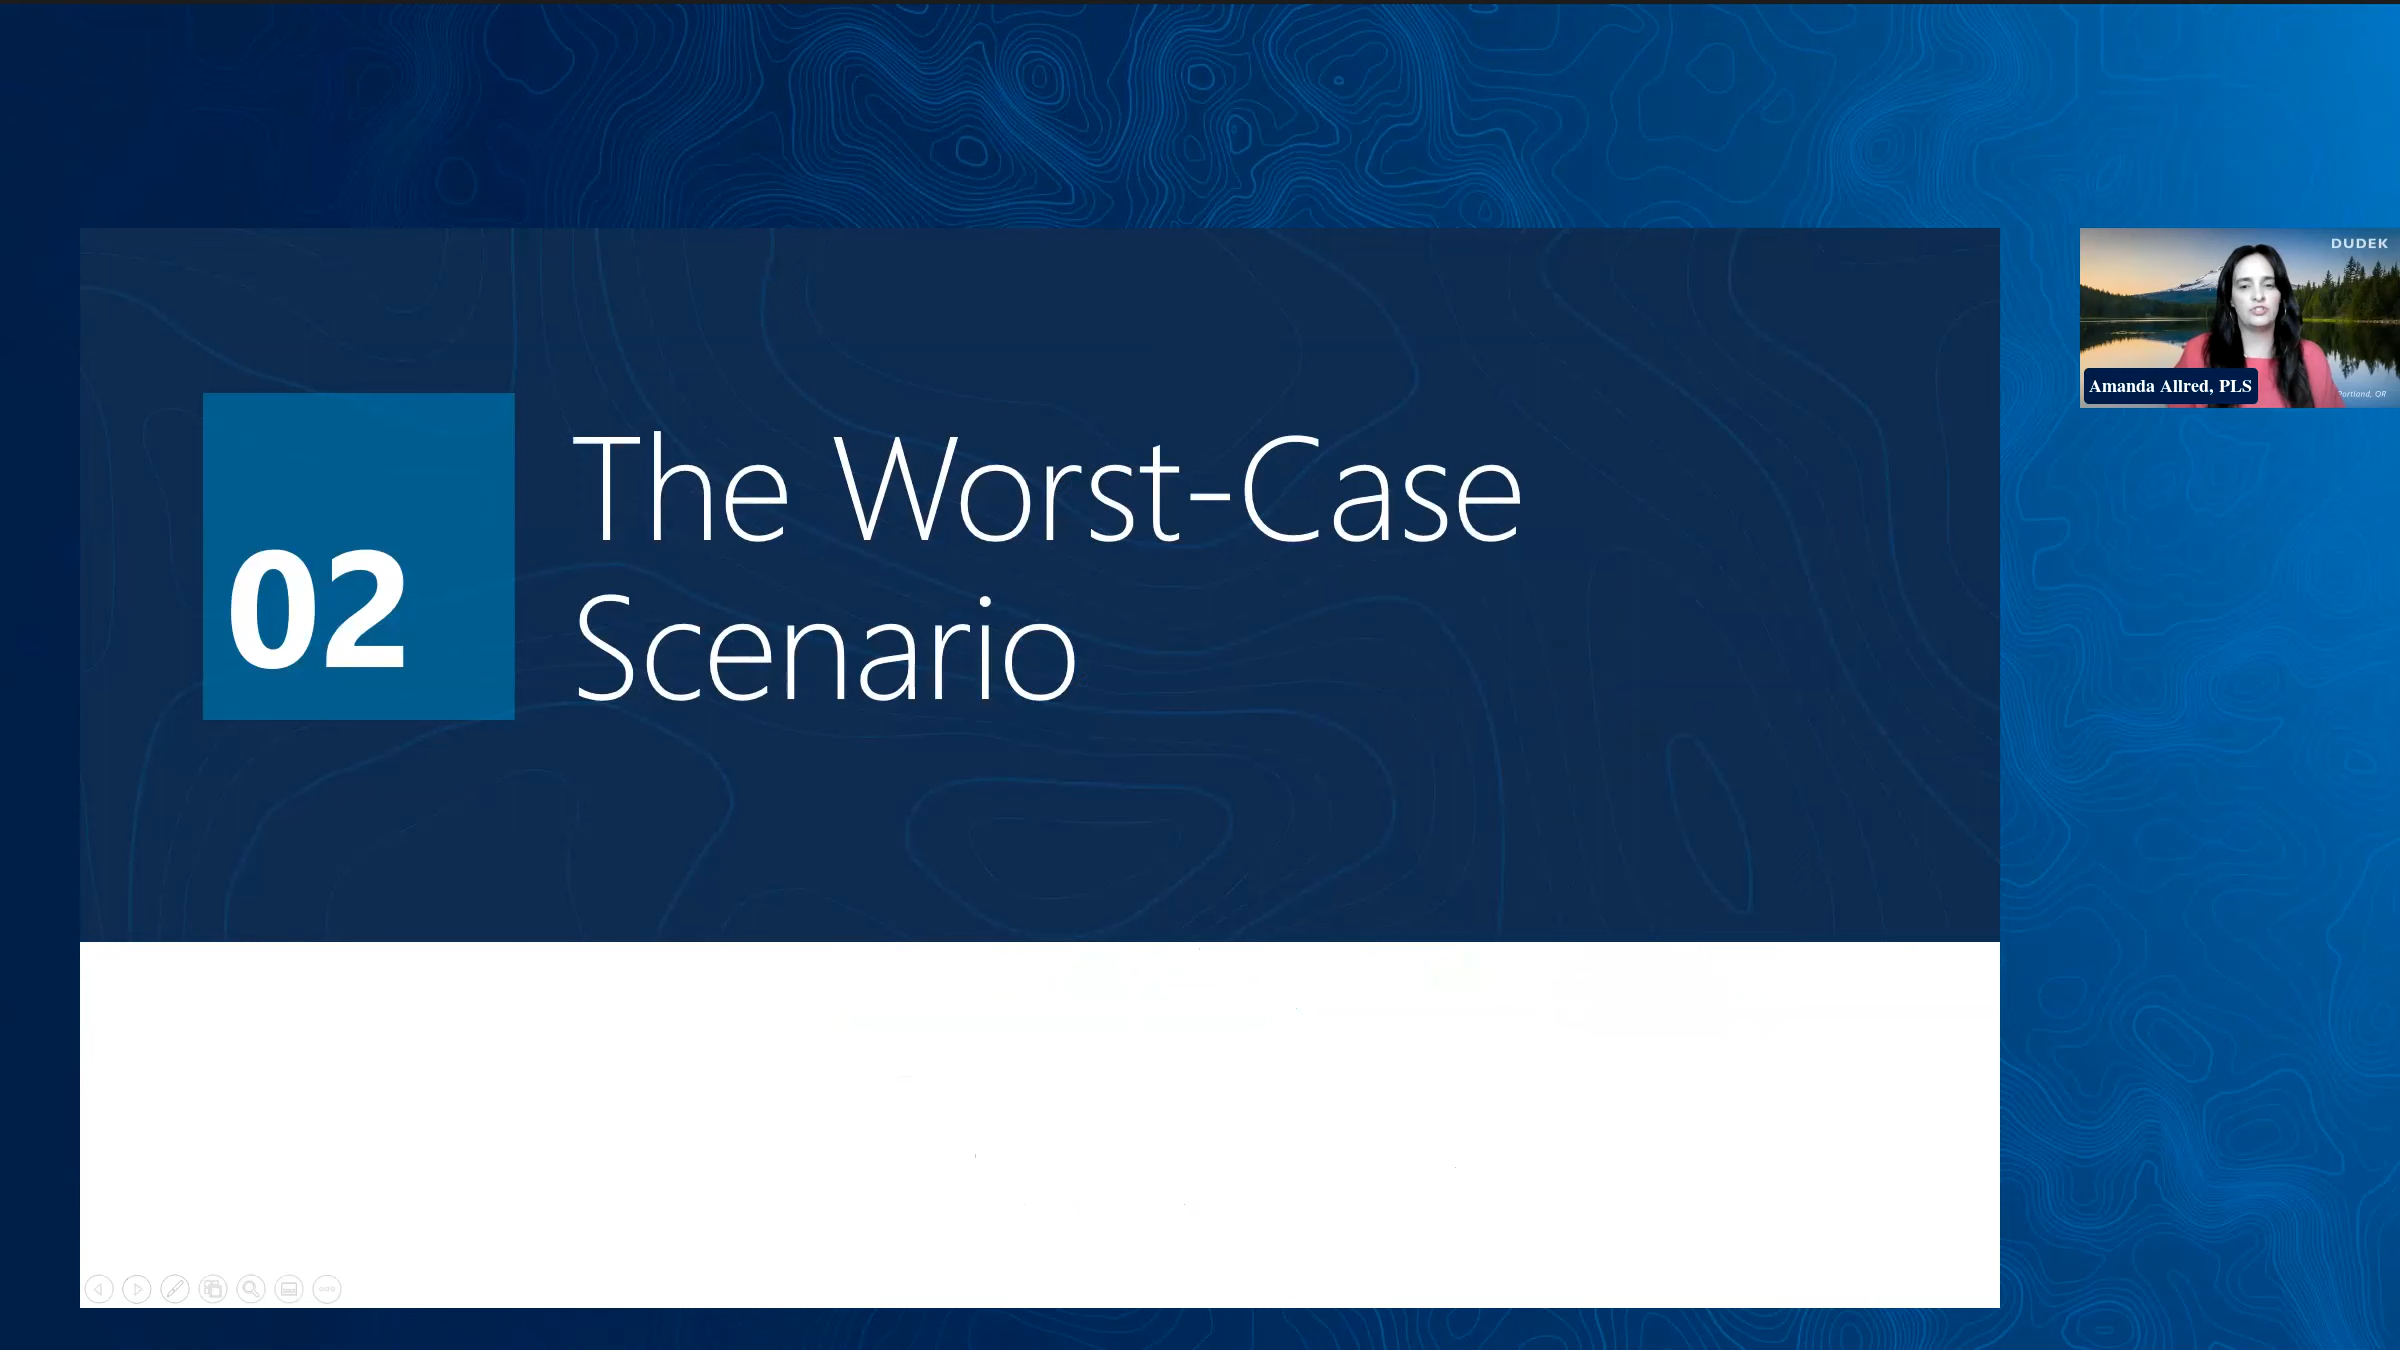 DUDEK
02
The Worst-Case
Scenario
Amanda Allred, PLS
Portland, OR